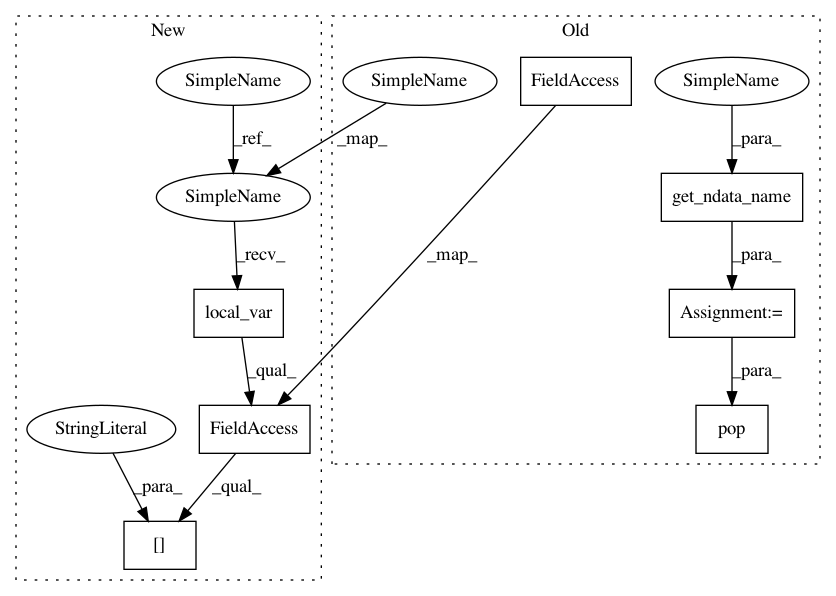 New
Old
SimpleName
SimpleName
FieldAccess
SimpleName
_ref_
_map_
_para_
SimpleName
get_ndata_name
_recv_
_map_
_para_
local_var
Assignment:=
_qual_
_para_
StringLiteral
FieldAccess
pop
_para_
_qual_
[]